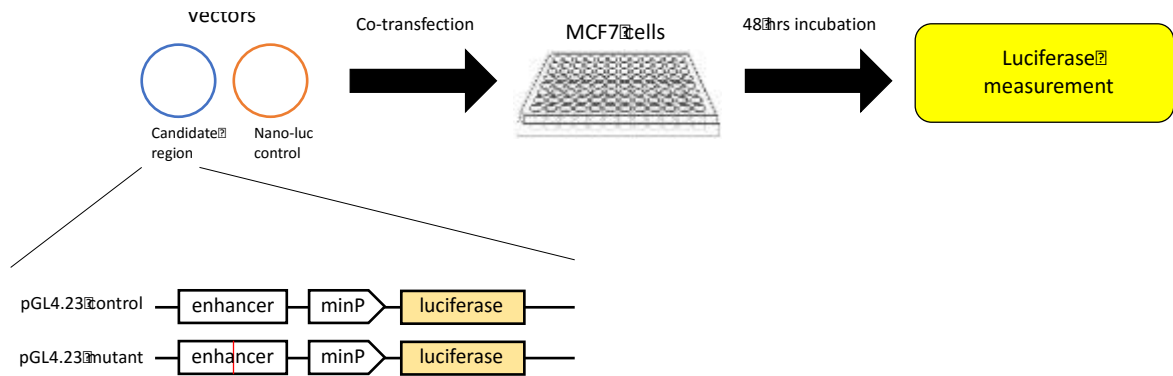 Vectors
Co-transfection
MCF7 cells
48 hrs incubation
Luciferase
measurement
Candidate
region
Nano-luc
control
pGL4.23 control
enhancer
minP
luciferase
pGL4.23 mutant
enhancer
minP
luciferase